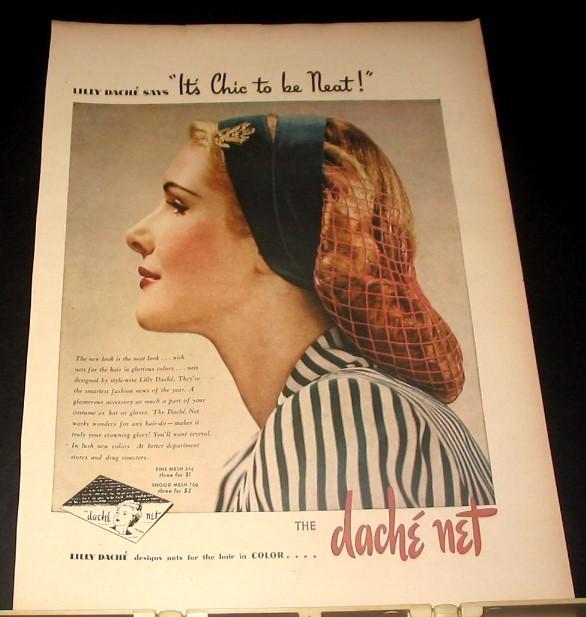 LILLY DACHÉ SAYS "It's Chic to be Neat!"
The new look is the neat look . . . with
nets for the hair in glorious colors . . . nets
designed by style-wise Lilly Daché. They're
the smartest fashion news of the year. A
glamorous accessory as much a part of your
costume as hat or gloves. The Daché Net
works wonders for any hair-do—makes it
truly your crowning glory! You'll want several.
In lush new colors. At better department
stores and drug counters.
FINE MESH
three for $1
SNOOD MESH
three for $2
daché net
THE daché net
LILLY DACHÉ designs nets for the hair in COLOR . . . .